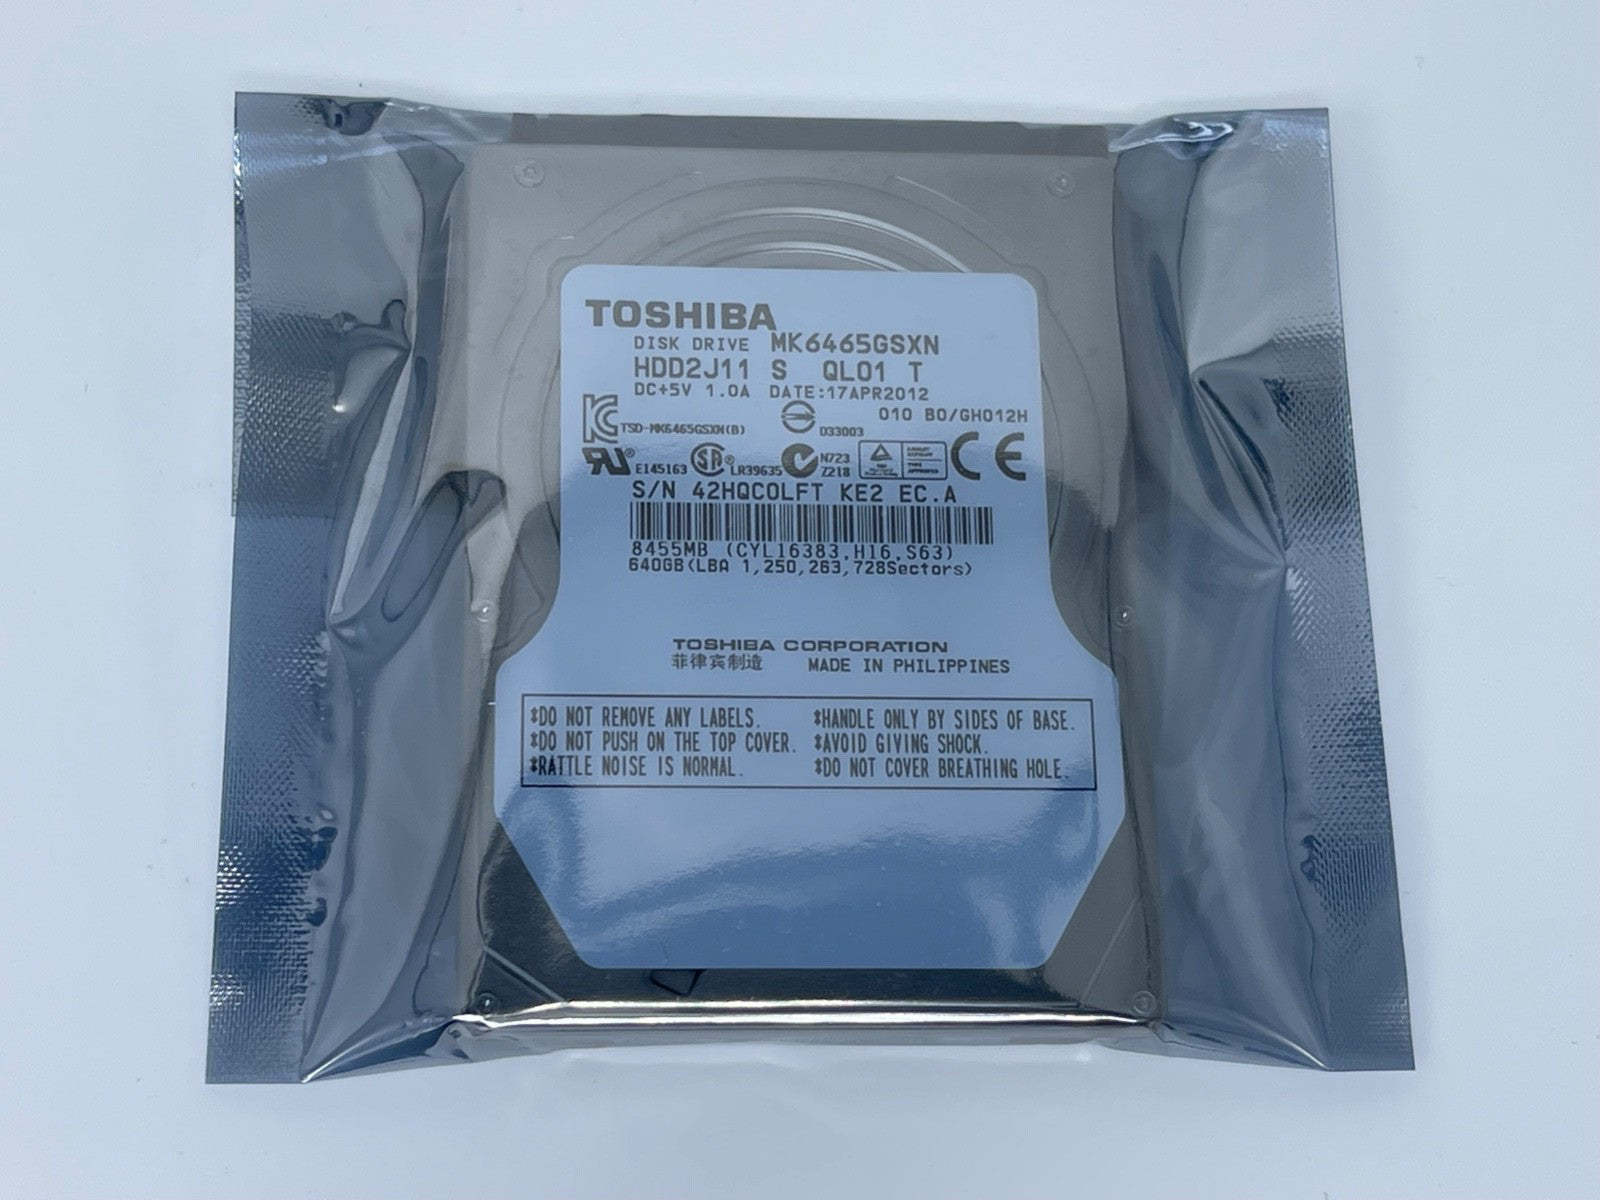 TOSHIBA
DISK DRIVE MK6465GSXN
HDD2J11 S QL01 T
DC+5V 1.0A DATE:17APR2012
010 B0/GH012H
TSD-MK6465GSXN(B) D33003
E145163 LR39635 N723
Z218
S/N 42HQC0LFT KE2 EC.A
8455MB (CYL16383,H16,S63)
640GB(LBA 1,250,263,728Sectors)
TOSHIBA CORPORATION
菲律宾制造 MADE IN PHILIPPINES
*DO NOT REMOVE ANY LABELS. *HANDLE ONLY BY SIDES OF BASE.
*DO NOT PUSH ON THE TOP COVER. *AVOID GIVING SHOCK.
*RATTLE NOISE IS NORMAL. *DO NOT COVER BREATHING HOLE.